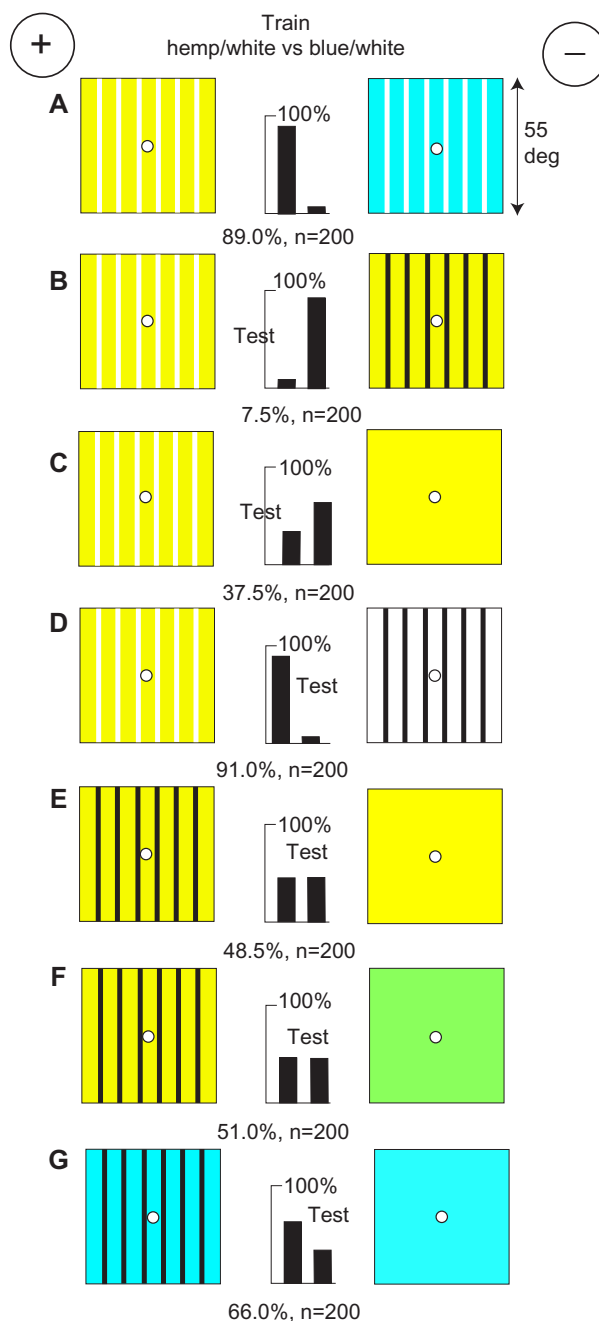 Train
hemp/white vs blue/white
+
−
A
100%
55
deg
89.0%, n=200
B
100%
Test
7.5%, n=200
C
100%
Test
37.5%, n=200
D
100%
Test
91.0%, n=200
E
100%
Test
48.5%, n=200
F
100%
Test
51.0%, n=200
G
100%
Test
66.0%, n=200